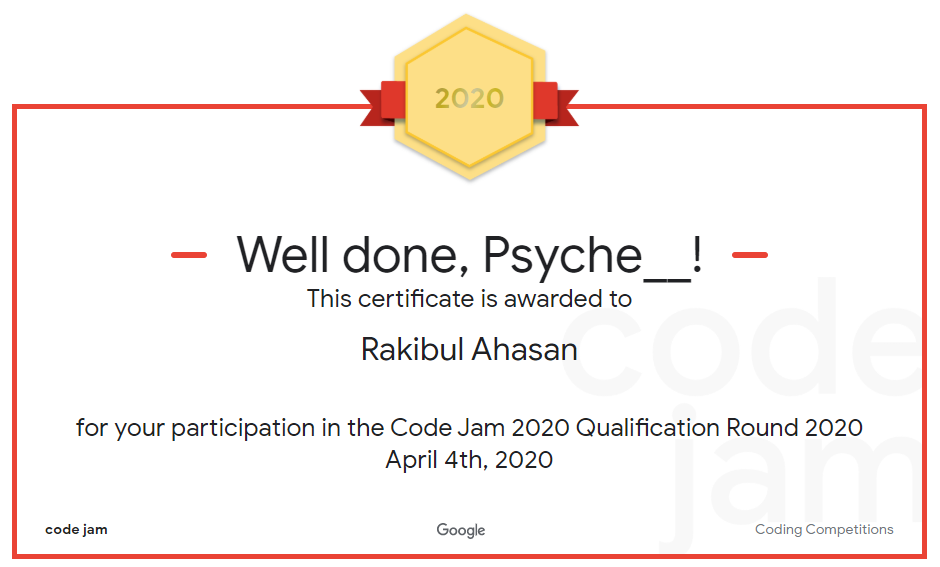 2020
Well done, Psyche__!
This certificate is awarded to
Rakibul Ahasan
for your participation in the Code Jam 2020 Qualification Round 2020
April 4th, 2020
code
jam
code jam
Google
Coding Competitions